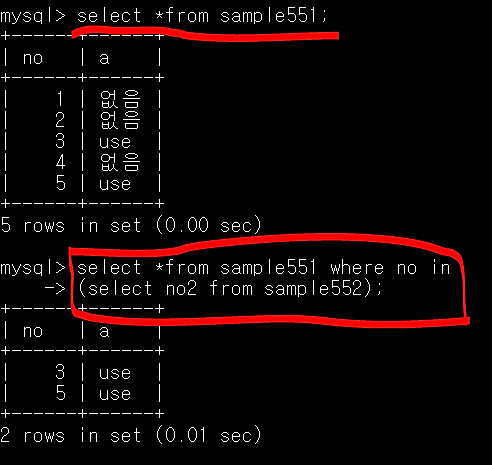 mysql> select *from sample551;
+------+------+
| no   | a    |
+------+------+
|    1 | 없음 |
|    2 | 없음 |
|    3 | use  |
|    4 | 없음 |
|    5 | use  |
+------+------+
5 rows in set (0.00 sec)
mysql> select *from sample551 where no in
    -> (select no2 from sample552);
+------+------+
| no   | a    |
+------+------+
|    3 | use  |
|    5 | use  |
+------+------+
2 rows in set (0.01 sec)